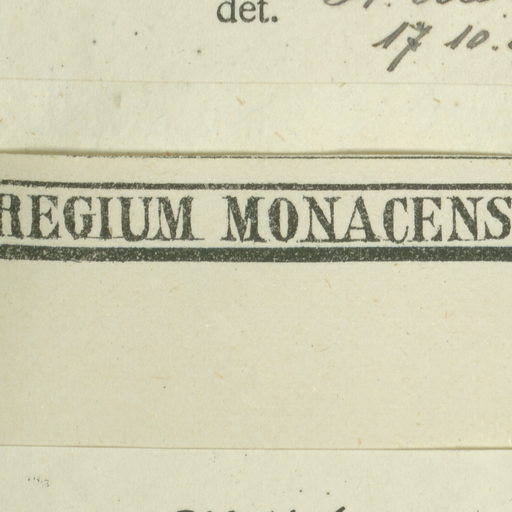 det.
17 10.
REGIUM MONACENS